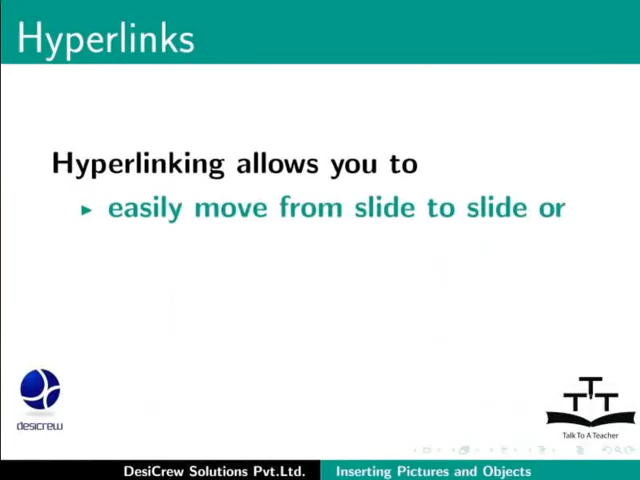 Hyperlinks
Hyperlinking allows you to
easily move from slide to slide or
desicrew
TTT
Talk To A Teacher
DesiCrew Solutions Pvt.Ltd. Inserting Pictures and Objects